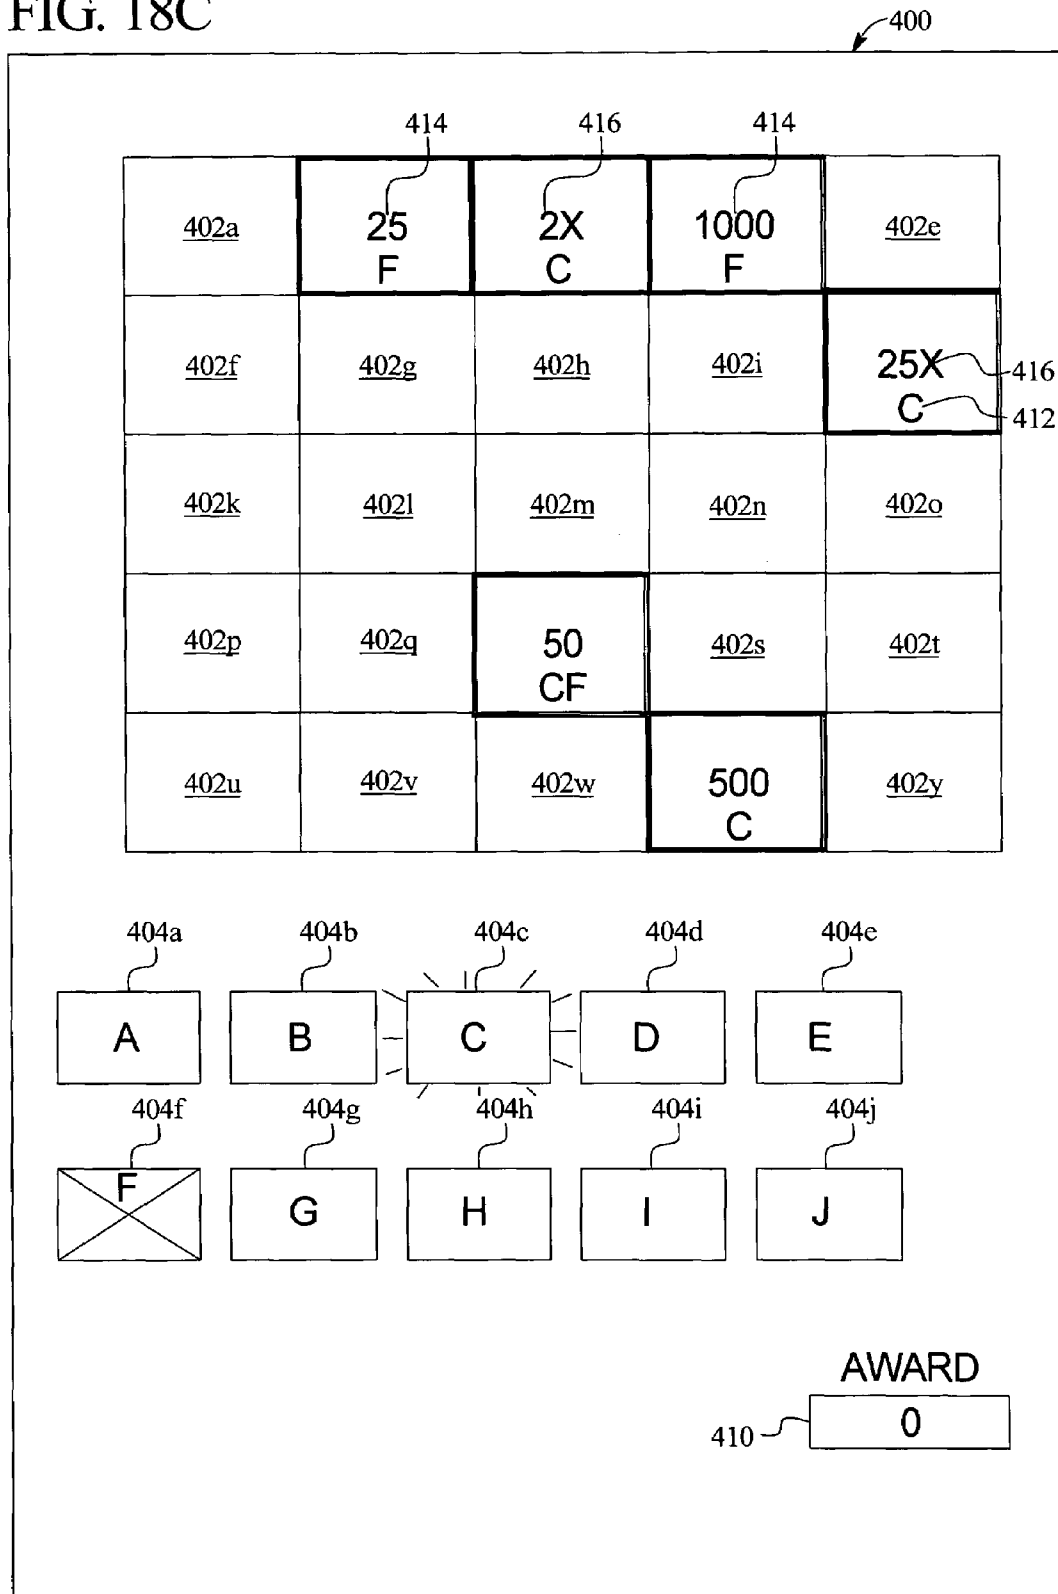 FIG. 18C
400
414 416 414
402a 25 F 2X C 1000 F 402e
402f 402g 402h 402i 25X C 416 412
402k 402l 402m 402n 402o
402p 402q 50 CF 402s 402t
402u 402v 402w 500 C 402y
404a 404b 404c 404d 404e
A B C D E
404f 404g 404h 404i 404j
F G H I J
AWARD
410 0